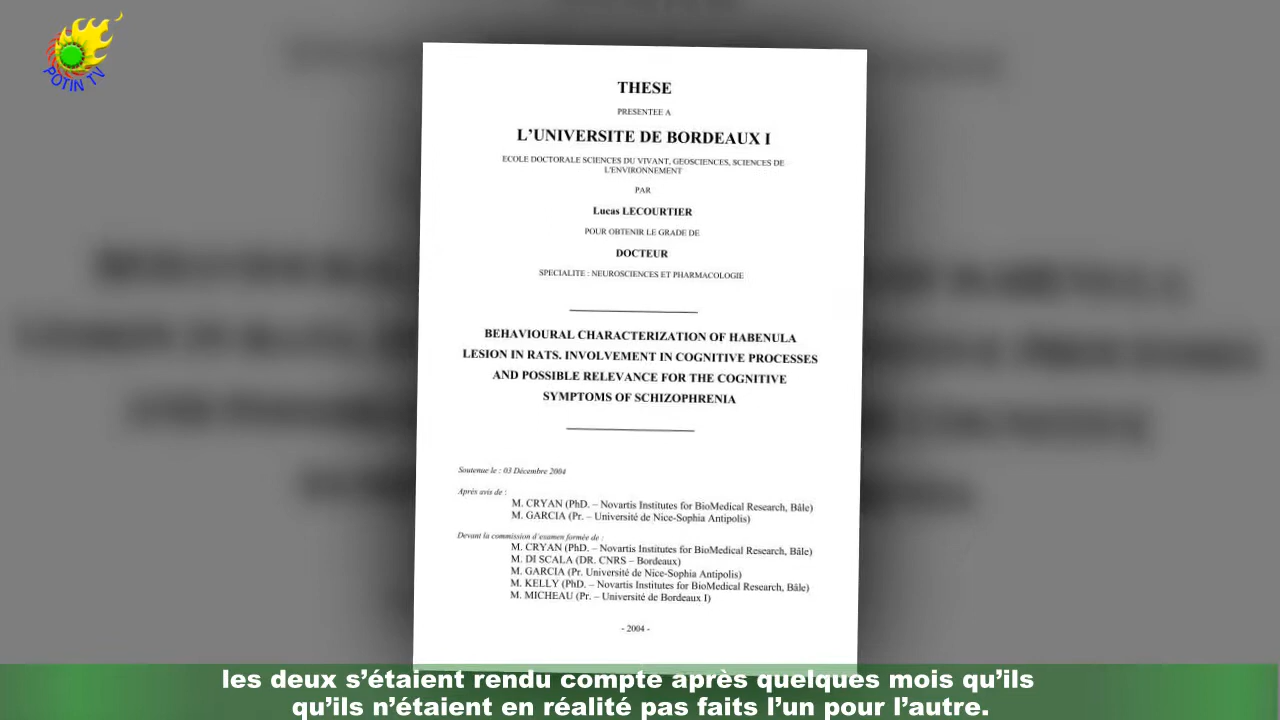 POTIN TV
THESE
PRESENTEE A
L'UNIVERSITE DE BORDEAUX I
ECOLE DOCTORALE SCIENCES DU VIVANT, GEOSCIENCES, SCIENCES DE
L'ENVIRONNEMENT
PAR
Lucas LECOURTIER
POUR OBTENIR LE GRADE DE
DOCTEUR
SPECIALITE : NEUROSCIENCES ET PHARMACOLOGIE
BEHAVIOURAL CHARACTERIZATION OF HABENULA
LESION IN RATS. INVOLVEMENT IN COGNITIVE PROCESSES
AND POSSIBLE RELEVANCE FOR THE COGNITIVE
SYMPTOMS OF SCHIZOPHRENIA
Soutenue le : 03 Décembre 2004
Après avis de :
M. CRYAN (PhD. – Novartis Institutes for BioMedical Research, Bâle)
M. GARCIA (Pr. – Université de Nice-Sophia Antipolis)
Devant la commission d'examen formée de :
M. CRYAN (PhD. – Novartis Institutes for BioMedical Research, Bâle)
M. DI SCALA (DR. CNRS – Bordeaux)
M. GARCIA (Pr. Université de Nice-Sophia Antipolis)
M. KELLY (PhD. – Novartis Institutes for BioMedical Research, Bâle)
M. MICHEAU (Pr. – Université de Bordeaux I)
- 2004 -
les deux s'étaient rendu compte après quelques mois qu'ils
qu'ils n'étaient en réalité pas faits l'un pour l'autre.